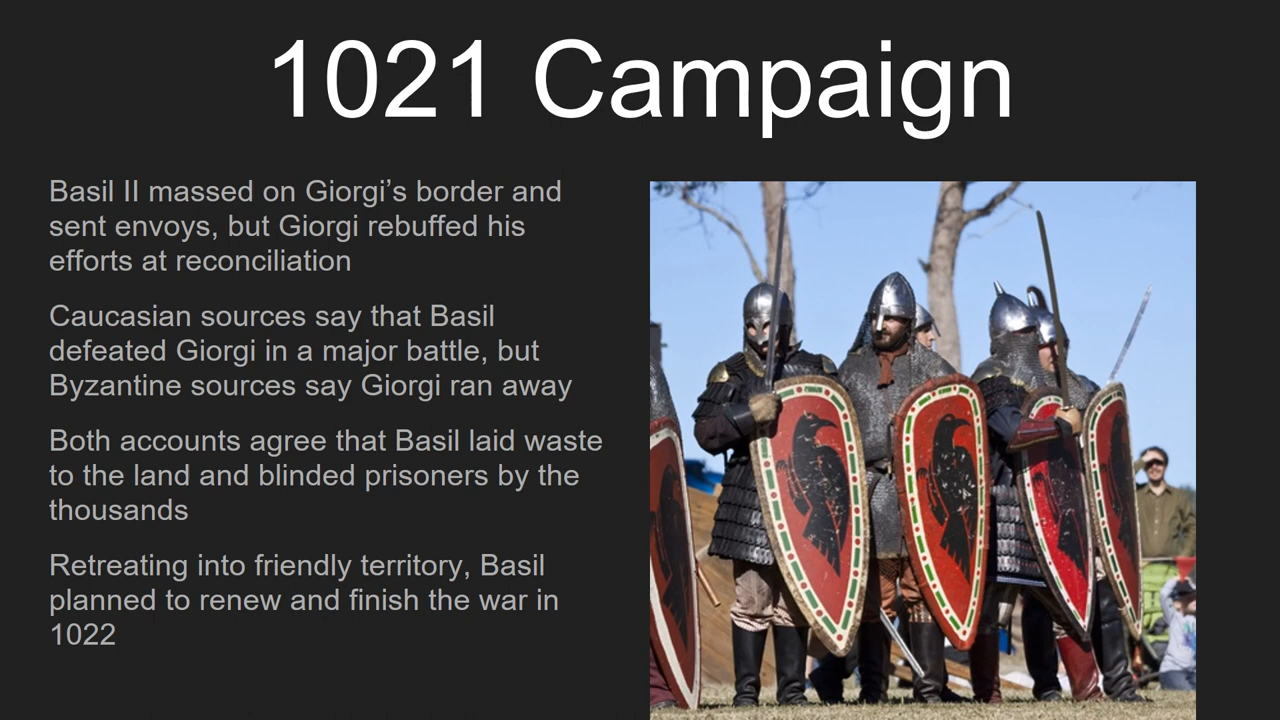 1021 Campaign
Basil II massed on Giorgi’s border and
sent envoys, but Giorgi rebuffed his
efforts at reconciliation
Caucasian sources say that Basil
defeated Giorgi in a major battle, but
Byzantine sources say Giorgi ran away
Both accounts agree that Basil laid waste
to the land and blinded prisoners by the
thousands
Retreating into friendly territory, Basil
planned to renew and finish the war in
1022